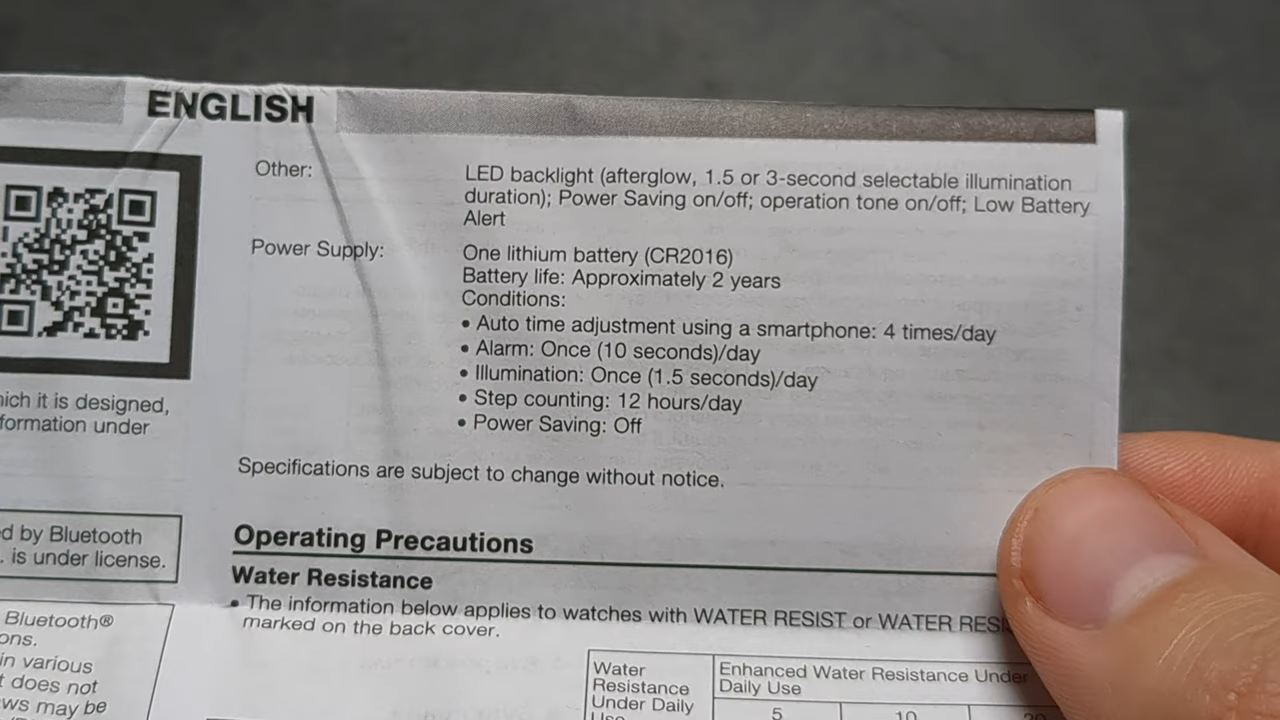 ENGLISH
Other:
LED backlight (afterglow, 1.5 or 3-second selectable illumination
duration); Power Saving on/off; operation tone on/off; Low Battery
Alert
Power Supply:
One lithium battery (CR2016)
Battery life: Approximately 2 years
Conditions:
• Auto time adjustment using a smartphone: 4 times/day
• Alarm: Once (10 seconds)/day
• Illumination: Once (1.5 seconds)/day
• Step counting: 12 hours/day
• Power Saving: Off
Specifications are subject to change without notice.
Operating Precautions
Water Resistance
• The information below applies to watches with WATER RESIST or WATER
marked on the back cover.
Water
Resistance
Under Daily
Enhanced Water Resistance Under
Daily Use
5
10
it is designed,
under
by Bluetooth
is under license.
Bluetooth®
in various
does not
may be